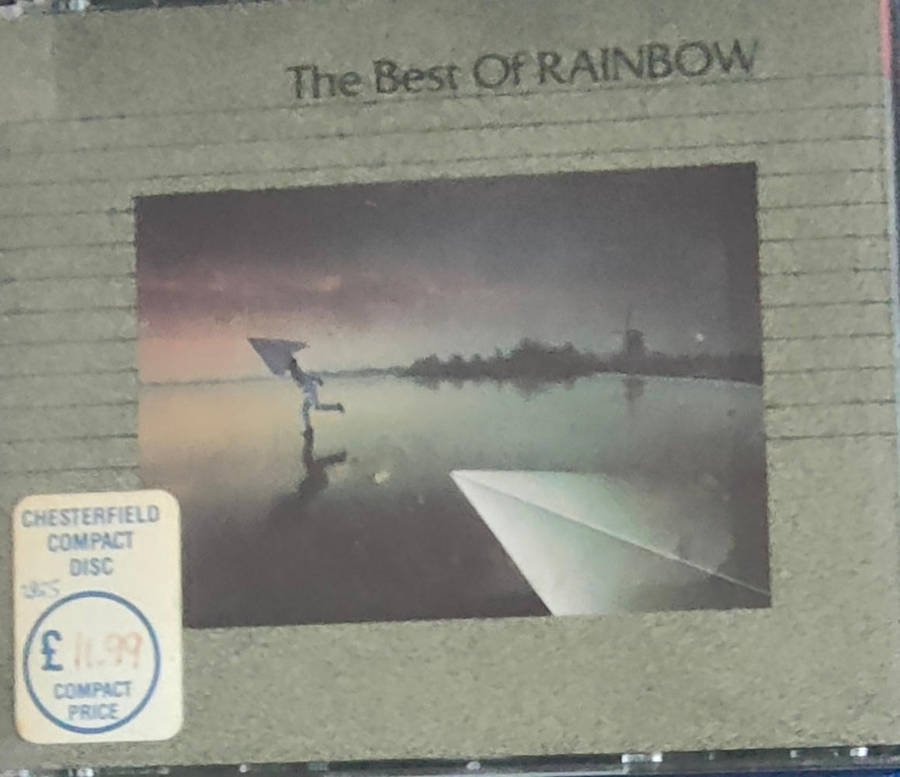 The Best Of RAINBOW
CHESTERFIELD
COMPACT
DISC
£ 11.99
COMPACT
PRICE